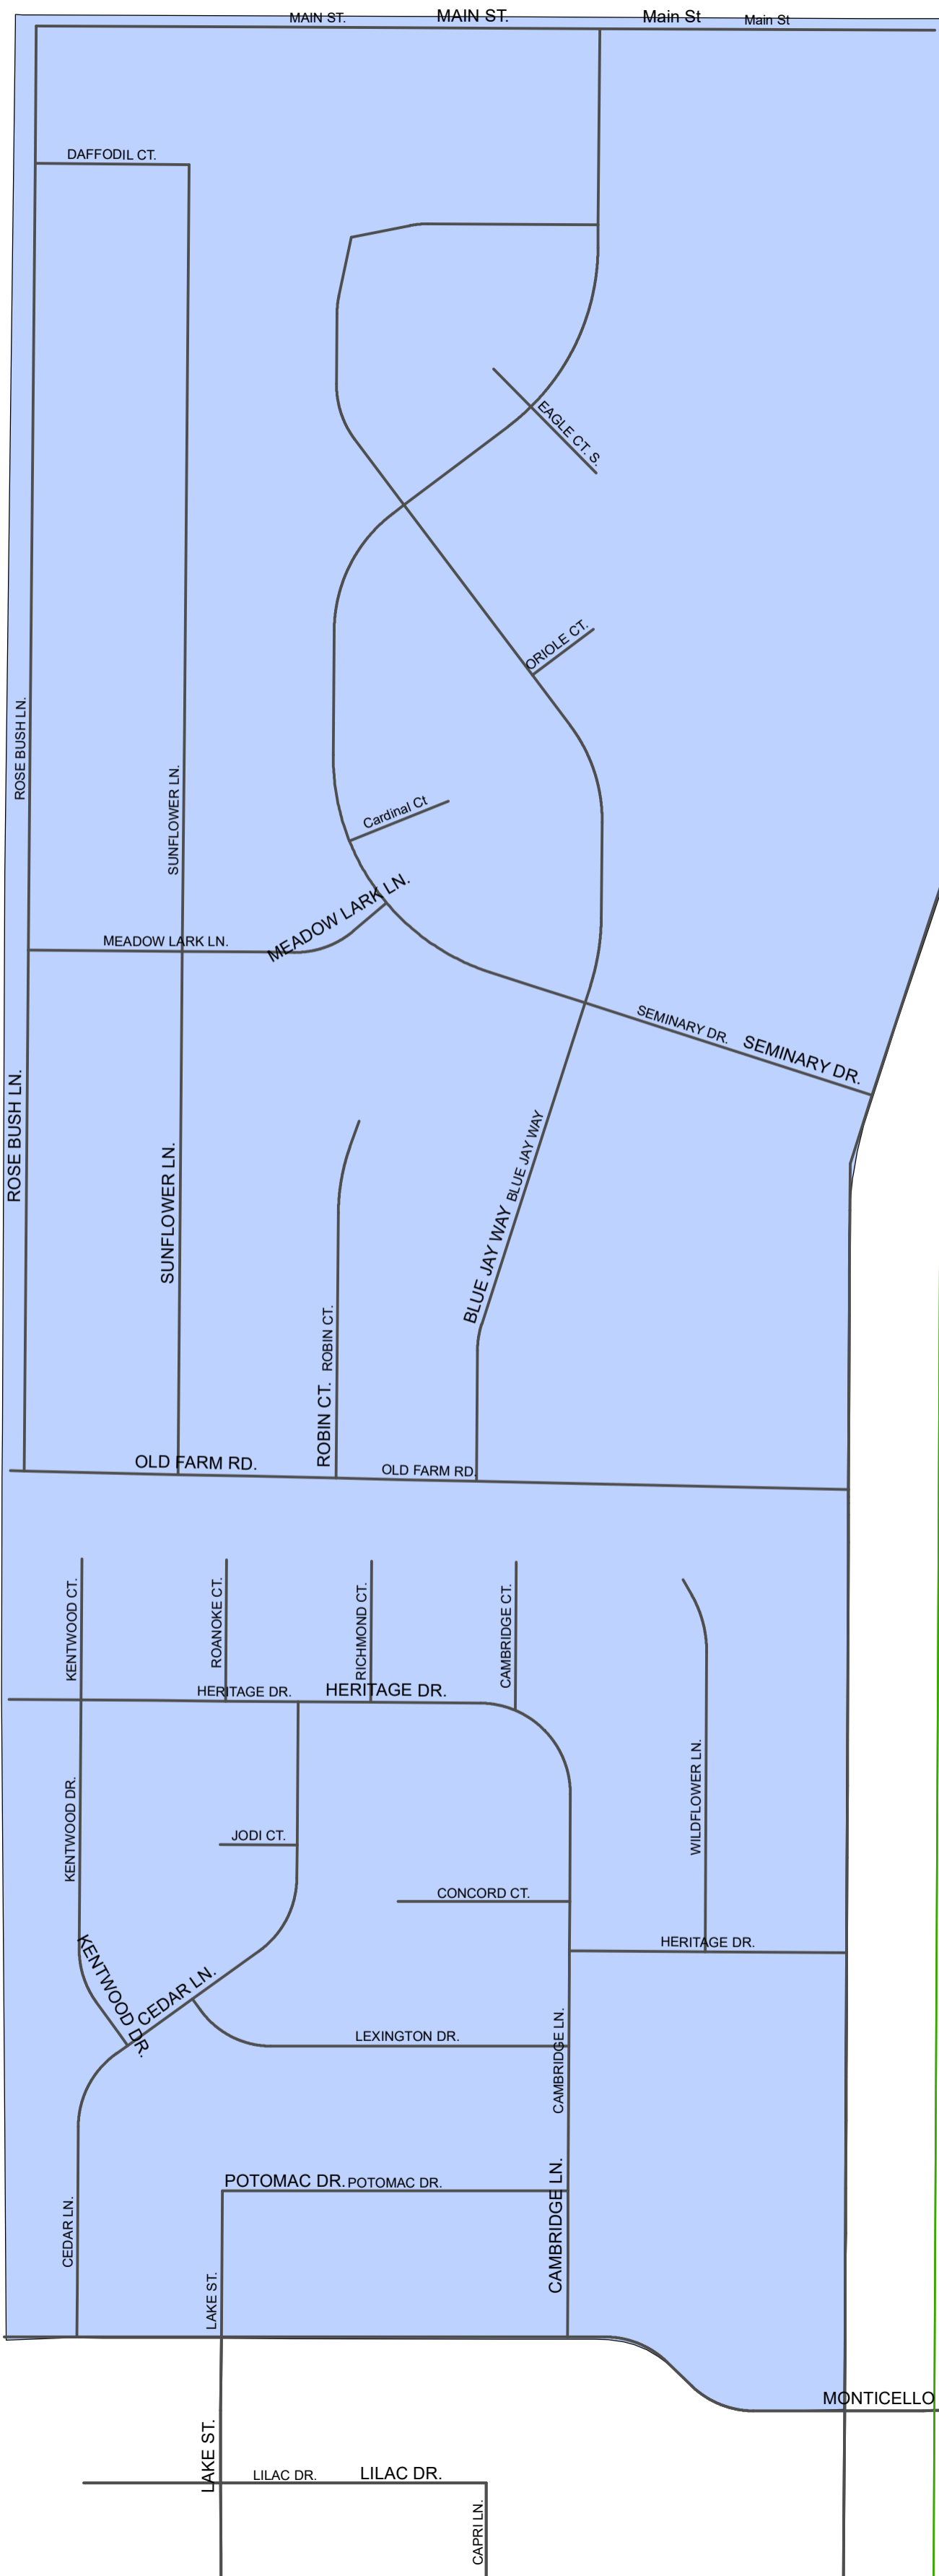 MAIN ST.
MAIN ST.
Main St
Main St
DAFFODIL CT.
EAGLE CT. S.
ORIOLE CT.
ROSE BUSH LN.
SUNFLOWER LN.
Cardinal Ct
MEADOW LARK LN.
MEADOW LARK LN.
SEMINARY DR.
SEMINARY DR.
ROSE BUSH LN.
SUNFLOWER LN.
BLUE JAY WAY
BLUE JAY WAY
ROBIN CT.
ROBIN CT.
OLD FARM RD.
OLD FARM RD.
KENTWOOD CT.
ROANOKE CT.
RICHMOND CT.
CAMBRIDGE CT.
HERITAGE DR.
HERITAGE DR.
WILDFLOWER LN.
KENTWOOD DR.
JODI CT.
CONCORD CT.
HERITAGE DR.
KENTWOOD DR.
CEDAR LN.
LEXINGTON DR.
CAMBRIDGE LN.
POTOMAC DR.
POTOMAC DR.
CAMBRIDGE LN.
CEDAR LN.
LAKE ST.
MONTICELLO
LAKE ST.
LILAC DR.
LILAC DR.
CAPRI LN.